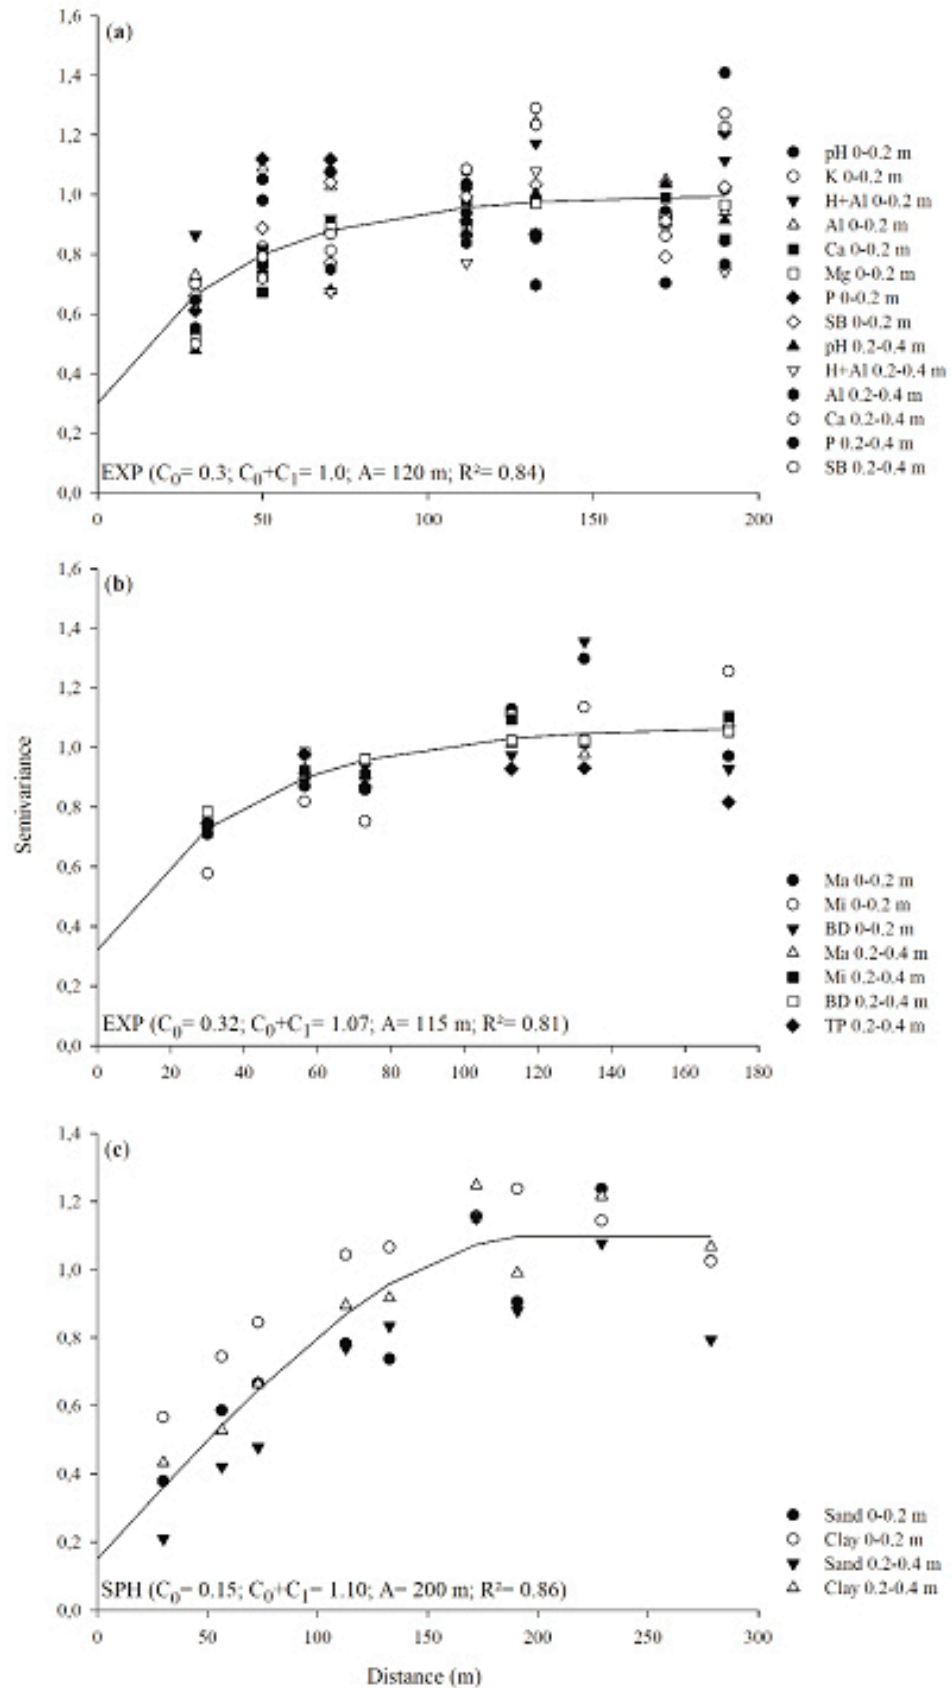 (a)
1,6
1,4
1,2
1,0
0,8
0,6
0,4
0,2
0,0
EXP (C0= 0.3; C0+C1= 1.0; A= 120 m; R²= 0.84)
0 50 100 150 200
pH 0-0.2 m
K 0-0.2 m
H+Al 0-0.2 m
Al 0-0.2 m
Ca 0-0.2 m
Mg 0-0.2 m
P 0-0.2 m
SB 0-0.2 m
pH 0.2-0.4 m
H+Al 0.2-0.4 m
Al 0.2-0.4 m
Ca 0.2-0.4 m
P 0.2-0.4 m
SB 0.2-0.4 m
Semivariance
(b)
1,6
1,4
1,2
1,0
0,8
0,6
0,4
0,2
0,0
EXP (C0= 0.32; C0+C1= 1.07; A= 115 m; R²= 0.81)
0 20 40 60 80 100 120 140 160 180
Ma 0-0.2 m
Mi 0-0.2 m
BD 0-0.2 m
Ma 0.2-0.4 m
Mi 0.2-0.4 m
BD 0.2-0.4 m
TP 0.2-0.4 m
(c)
1,4
1,2
1,0
0,8
0,6
0,4
0,2
0,0
SPH (C0= 0.15; C0+C1= 1.10; A= 200 m; R²= 0.86)
0 50 100 150 200 250 300
Sand 0-0.2 m
Clay 0-0.2 m
Sand 0.2-0.4 m
Clay 0.2-0.4 m
Distance (m)